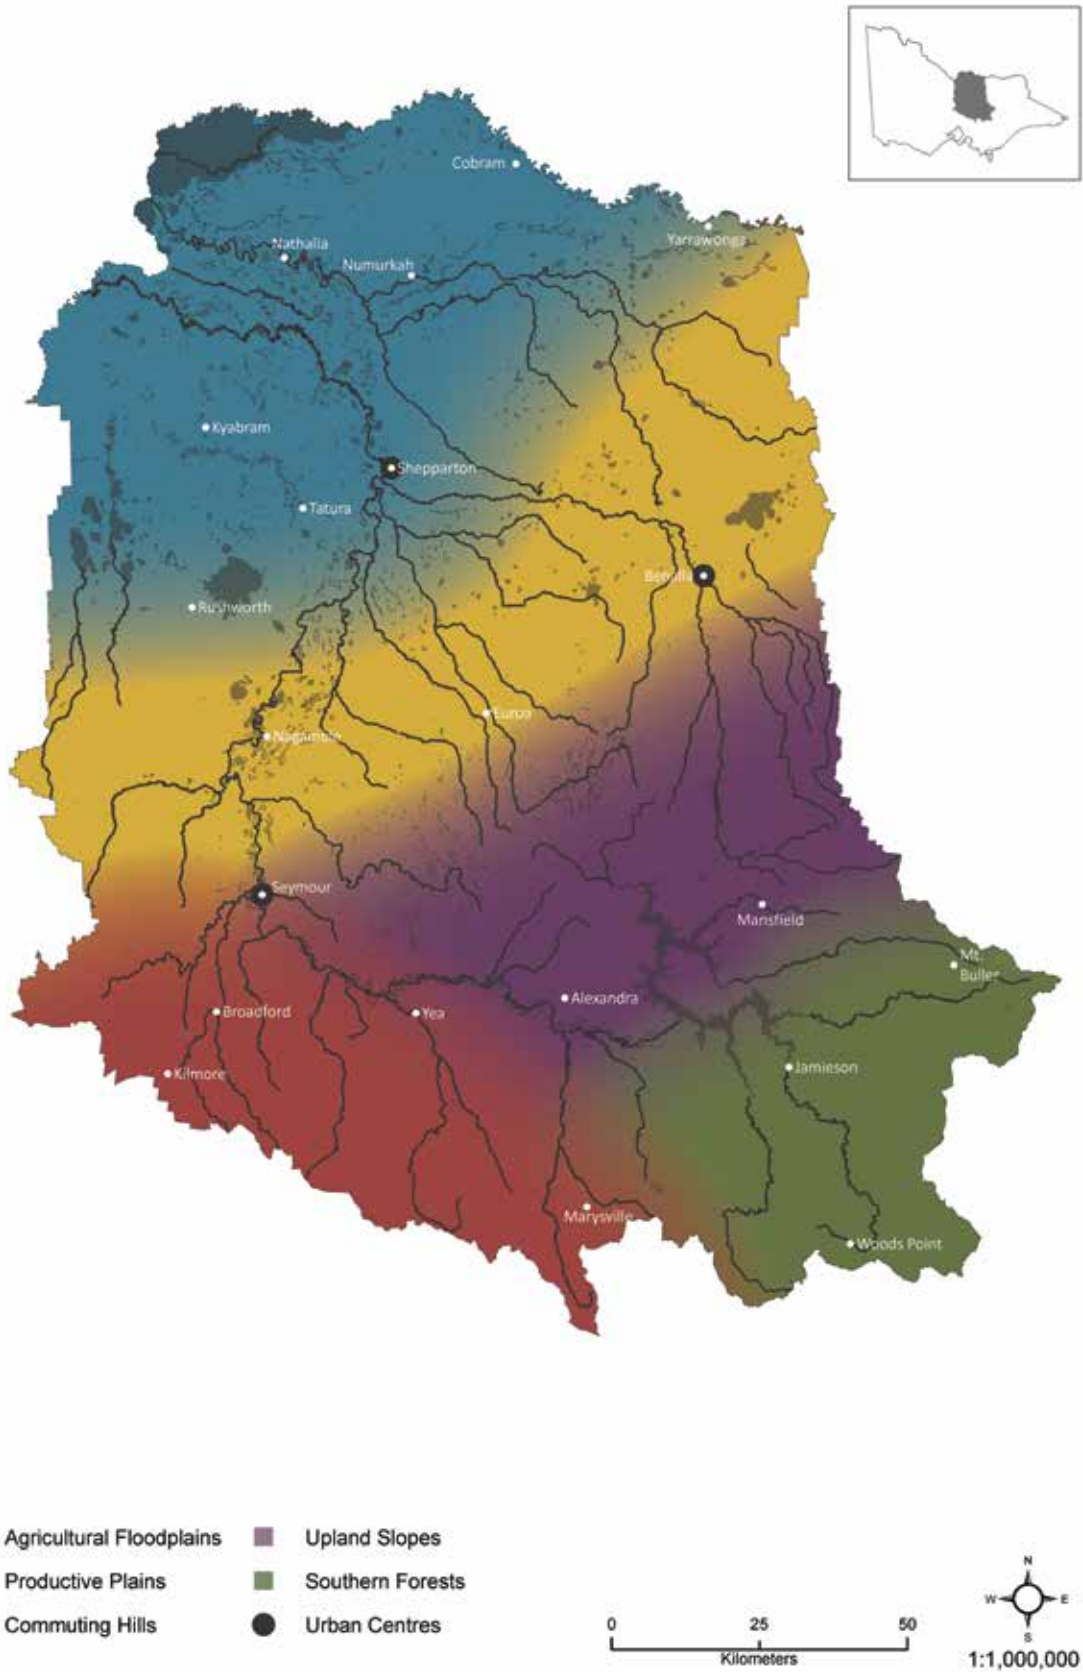 Cobram
Yarrawonga
Nathalia
Numurkah
Kyabram
Shepparton
Tatura
Benalla
Rushworth
Euroa
Nagambie
Seymour
Mansfield
Mt.
Buller
Alexandra
Broadford
Yea
Kilmore
Jamieson
Marysville
Woods Point
Agricultural Floodplains
Upland Slopes
Productive Plains
Southern Forests
Commuting Hills
Urban Centres
0 25 50
Kilometers
N
W E
S
1:1,000,000